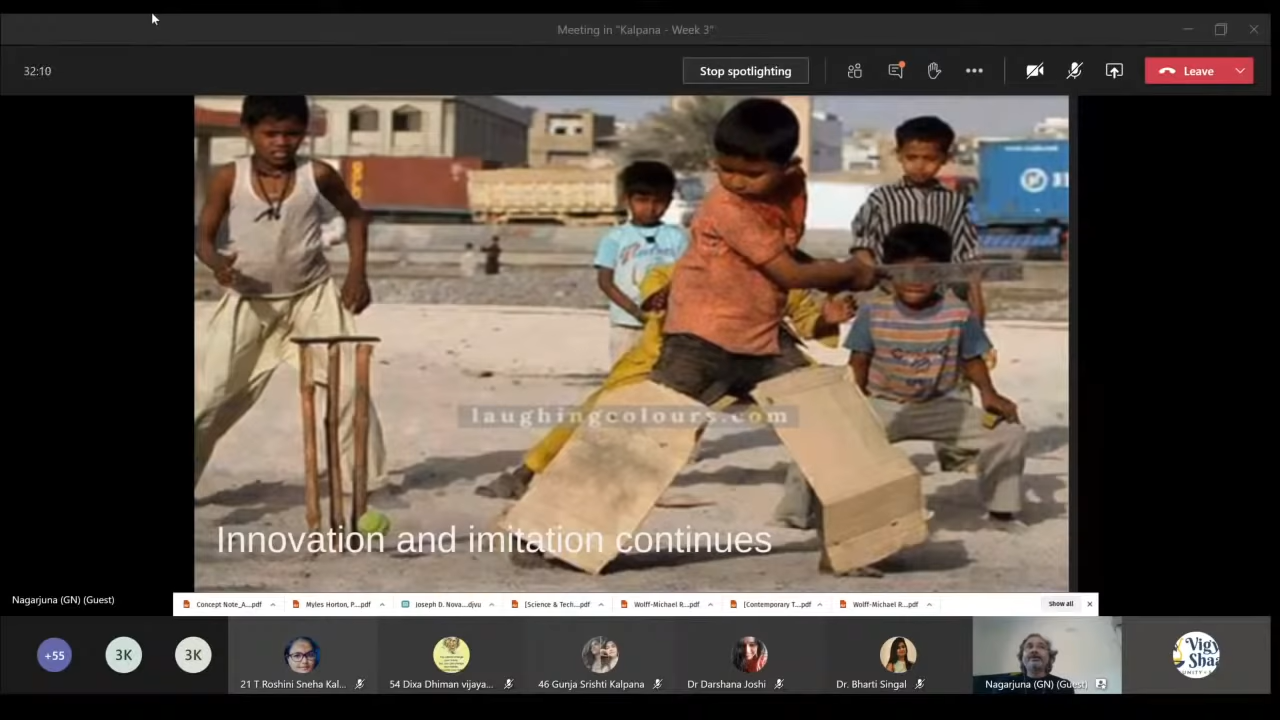 Meeting in "Kalpana - Week 3"
32:10
Stop spotlighting
Leave
laughingcolours.com
Innovation and imitation continues
Nagarjuna (GN) (Guest)
Concept Note_A....pdf
Myles Horton, P....pdf
Joseph D. Nova....djvu
[Science & Tech....pdf
Wolff-Michael R....pdf
[Contemporary T....pdf
Wolff-Michael R....pdf
Show all
+55
3K
3K
21 T Roshini Sneha Kal...
54 Dixa Dhiman vijaya...
46 Gunja Srishti Kalpana
Dr Darshana Joshi
Dr. Bharti Singal
Nagarjuna (GN) (Guest)
Vigy
Shaa